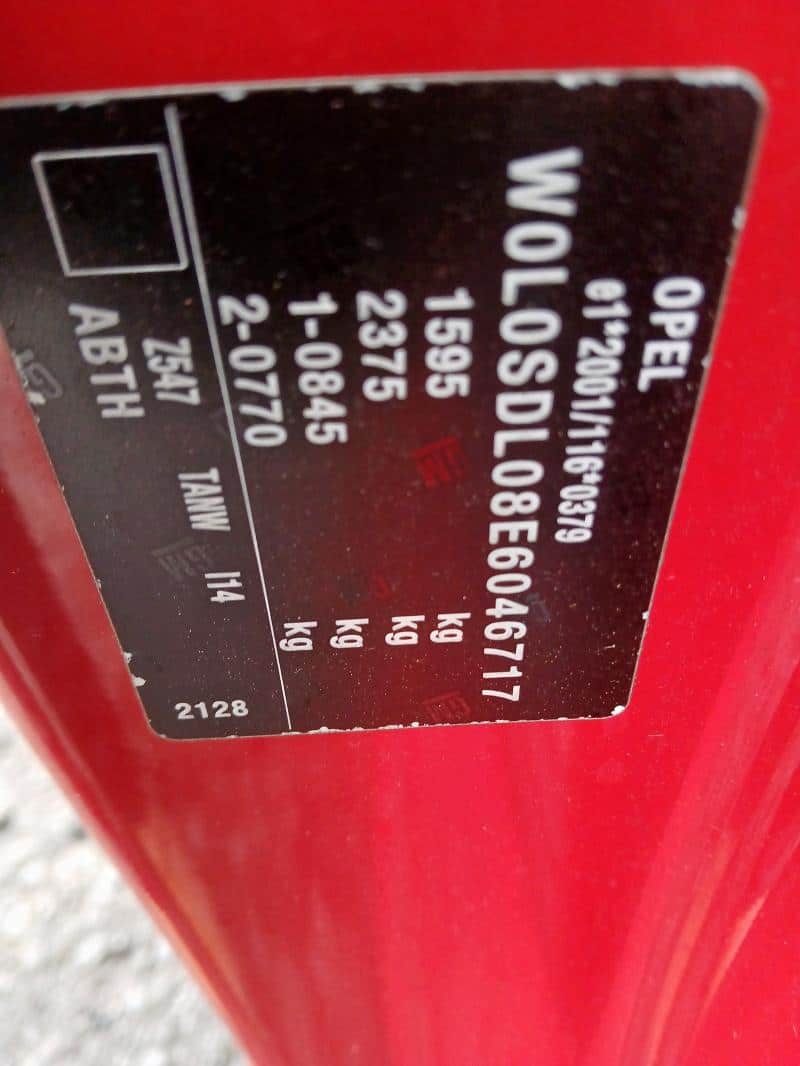 OPEL
e1*2001/116*0379
W0L0SDL08E6046717
1595 kg
2375 kg
1-0845 kg
2-0770 kg
Z547 TANW I14
ABTH
2128